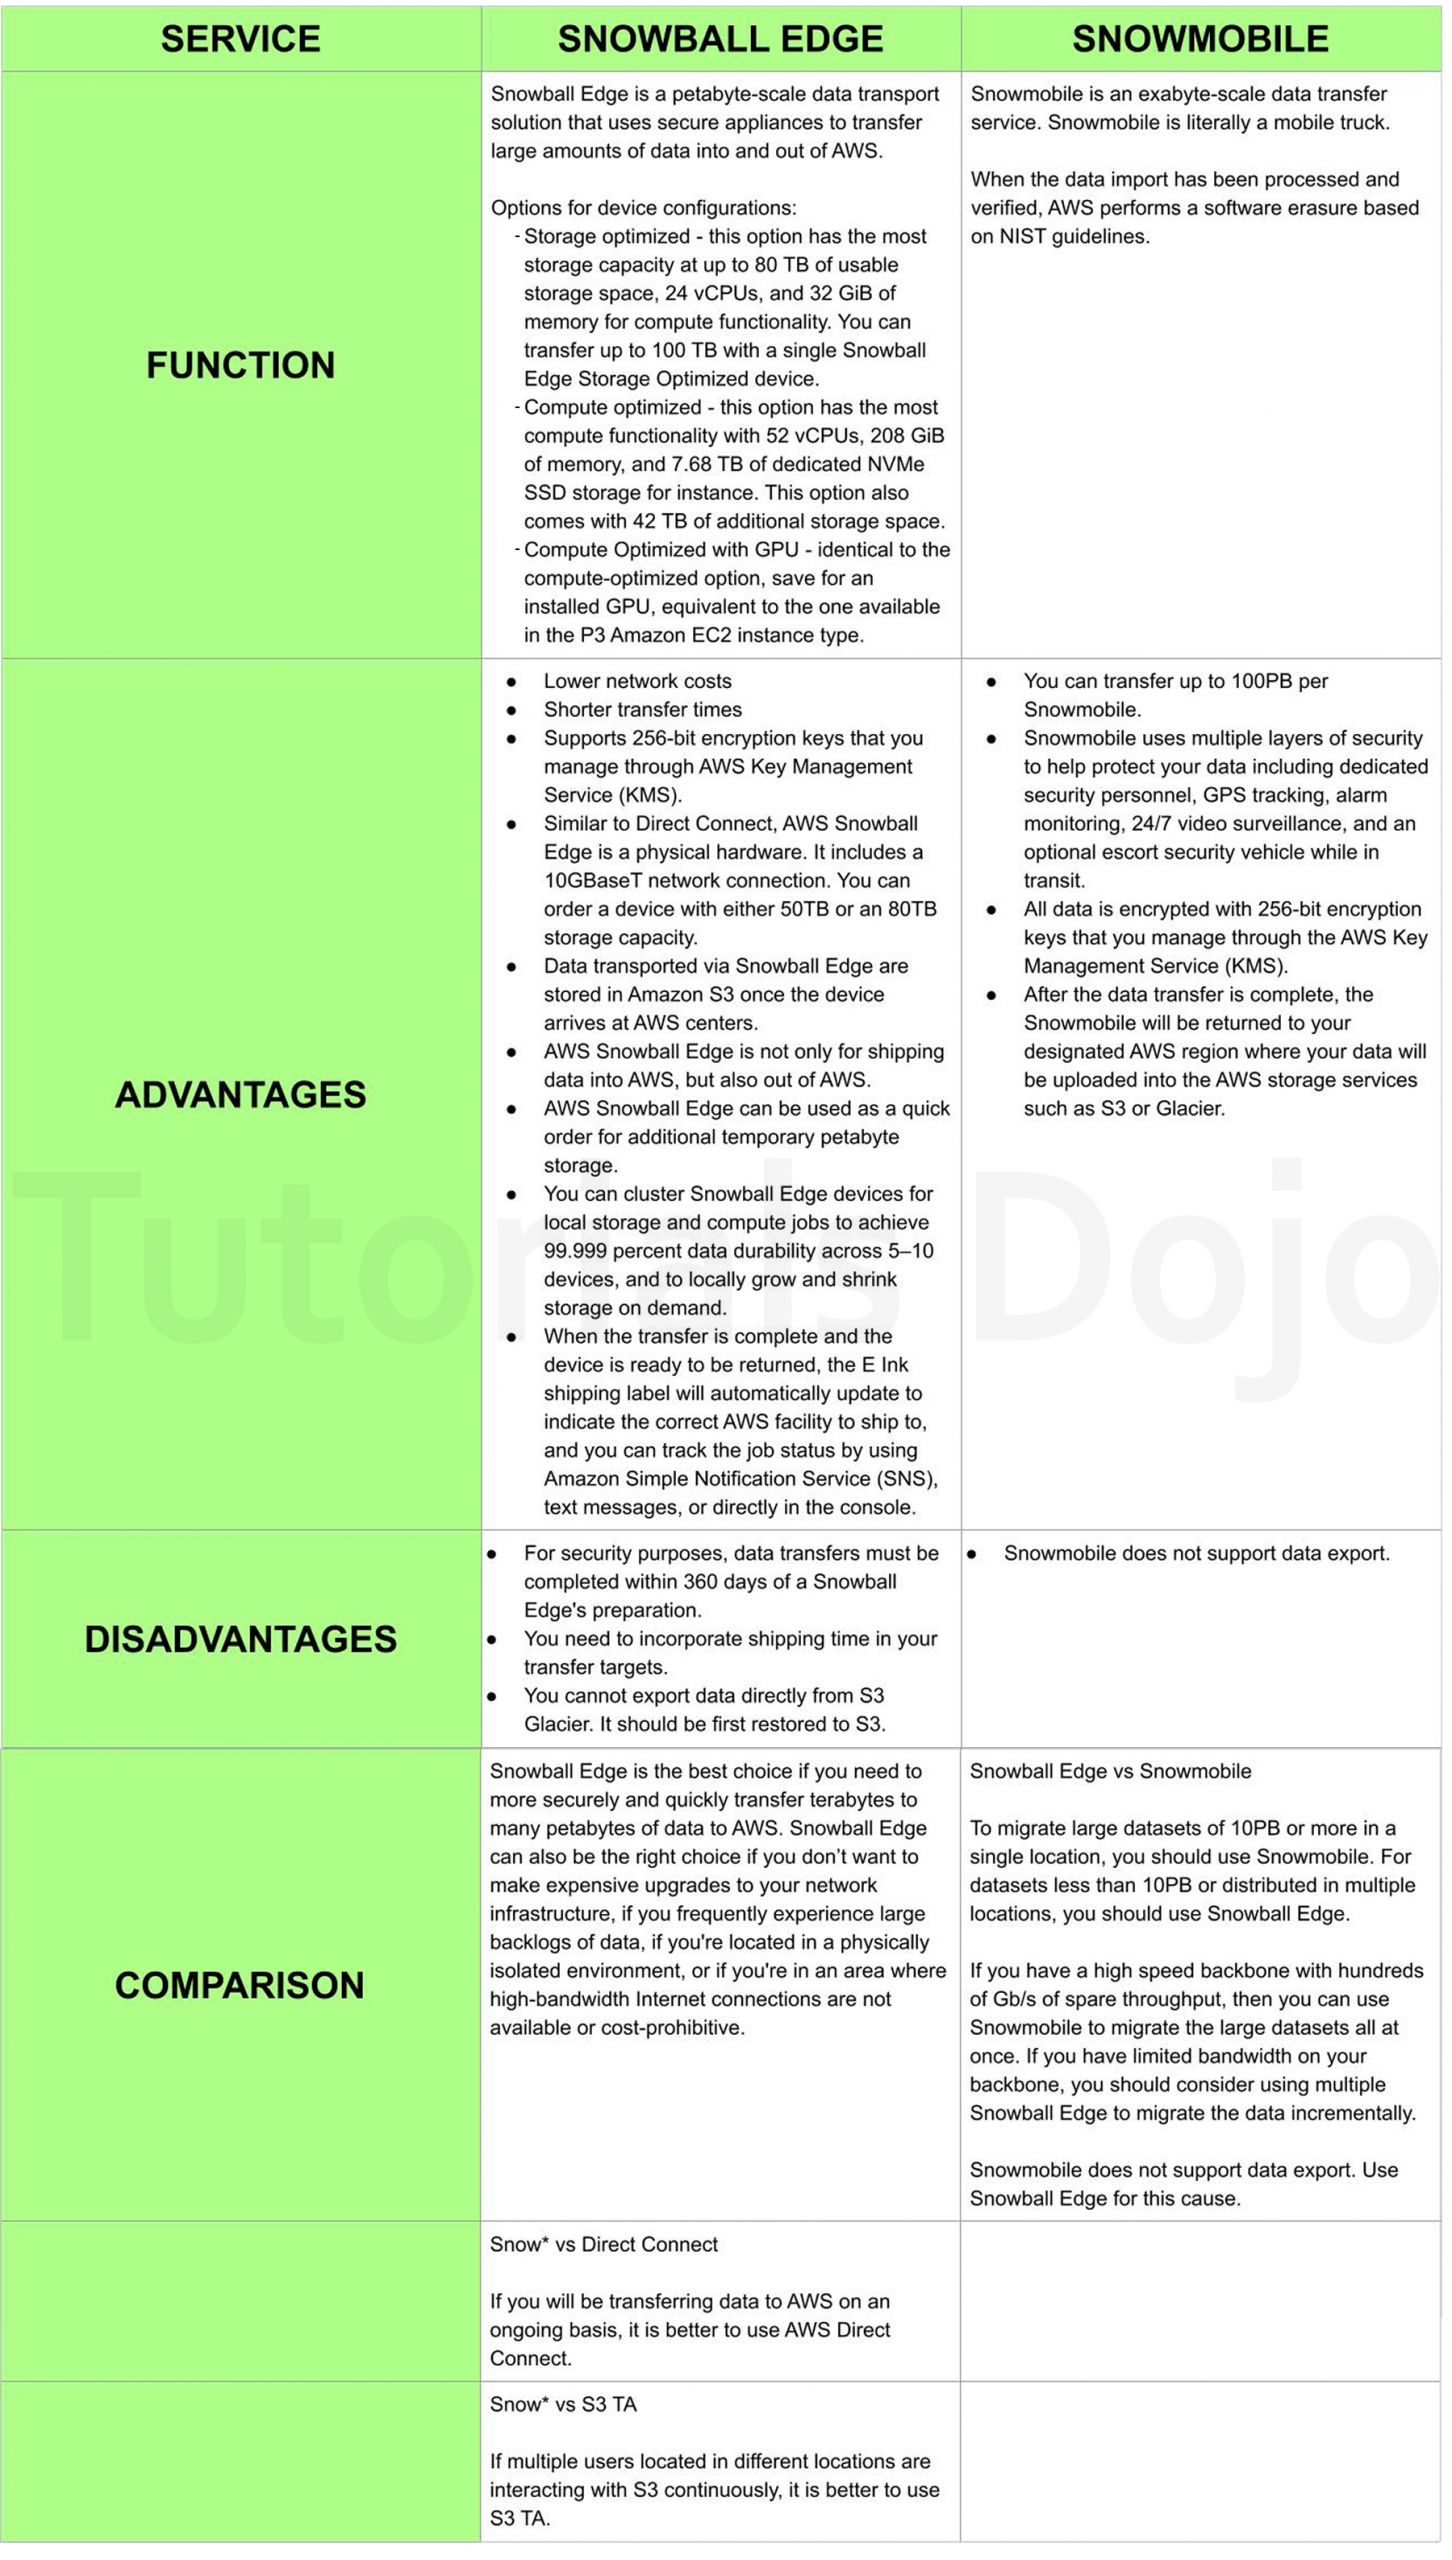 SERVICE
SNOWBALL EDGE
SNOWMOBILE
FUNCTION
Snowball Edge is a petabyte-scale data transport
solution that uses secure appliances to transfer
large amounts of data into and out of AWS.
Options for device configurations:
- Storage optimized - this option has the most
storage capacity at up to 80 TB of usable
storage space, 24 vCPUs, and 32 GiB of
memory for compute functionality. You can
transfer up to 100 TB with a single Snowball
Edge Storage Optimized device.
- Compute optimized - this option has the most
compute functionality with 52 vCPUs, 208 GiB
of memory, and 7.68 TB of dedicated NVMe
SSD storage for instance. This option also
comes with 42 TB of additional storage space.
- Compute Optimized with GPU - identical to the
compute-optimized option, save for an
installed GPU, equivalent to the one available
in the P3 Amazon EC2 instance type.
Snowmobile is an exabyte-scale data transfer
service. Snowmobile is literally a mobile truck.
When the data import has been processed and
verified, AWS performs a software erasure based
on NIST guidelines.
ADVANTAGES
● Lower network costs
● Shorter transfer times
● Supports 256-bit encryption keys that you
manage through AWS Key Management
Service (KMS).
● Similar to Direct Connect, AWS Snowball
Edge is a physical hardware. It includes a
10GBaseT network connection. You can
order a device with either 50TB or an 80TB
storage capacity.
● Data transported via Snowball Edge are
stored in Amazon S3 once the device
arrives at AWS centers.
● AWS Snowball Edge is not only for shipping
data into AWS, but also out of AWS.
● AWS Snowball Edge can be used as a quick
order for additional temporary petabyte
storage.
● You can cluster Snowball Edge devices for
local storage and compute jobs to achieve
99.999 percent data durability across 5–10
devices, and to locally grow and shrink
storage on demand.
● When the transfer is complete and the
device is ready to be returned, the E Ink
shipping label will automatically update to
indicate the correct AWS facility to ship to,
and you can track the job status by using
Amazon Simple Notification Service (SNS),
text messages, or directly in the console.
● You can transfer up to 100PB per
Snowmobile.
● Snowmobile uses multiple layers of security
to help protect your data including dedicated
security personnel, GPS tracking, alarm
monitoring, 24/7 video surveillance, and an
optional escort security vehicle while in
transit.
● All data is encrypted with 256-bit encryption
keys that you manage through the AWS Key
Management Service (KMS).
● After the data transfer is complete, the
Snowmobile will be returned to your
designated AWS region where your data will
be uploaded into the AWS storage services
such as S3 or Glacier.
Tutorials Dojo
DISADVANTAGES
● For security purposes, data transfers must be
completed within 360 days of a Snowball
Edge's preparation.
● You need to incorporate shipping time in your
transfer targets.
● You cannot export data directly from S3
Glacier. It should be first restored to S3.
● Snowmobile does not support data export.
COMPARISON
Snowball Edge is the best choice if you need to
more securely and quickly transfer terabytes to
many petabytes of data to AWS. Snowball Edge
can also be the right choice if you don’t want to
make expensive upgrades to your network
infrastructure, if you frequently experience large
backlogs of data, if you're located in a physically
isolated environment, or if you're in an area where
high-bandwidth Internet connections are not
available or cost-prohibitive.
Snowball Edge vs Snowmobile
To migrate large datasets of 10PB or more in a
single location, you should use Snowmobile. For
datasets less than 10PB or distributed in multiple
locations, you should use Snowball Edge.
If you have a high speed backbone with hundreds
of Gb/s of spare throughput, then you can use
Snowmobile to migrate the large datasets all at
once. If you have limited bandwidth on your
backbone, you should consider using multiple
Snowball Edge to migrate the data incrementally.
Snowmobile does not support data export. Use
Snowball Edge for this cause.
Snow* vs Direct Connect
If you will be transferring data to AWS on an
ongoing basis, it is better to use AWS Direct
Connect.
Snow* vs S3 TA
If multiple users located in different locations are
interacting with S3 continuously, it is better to use
S3 TA.